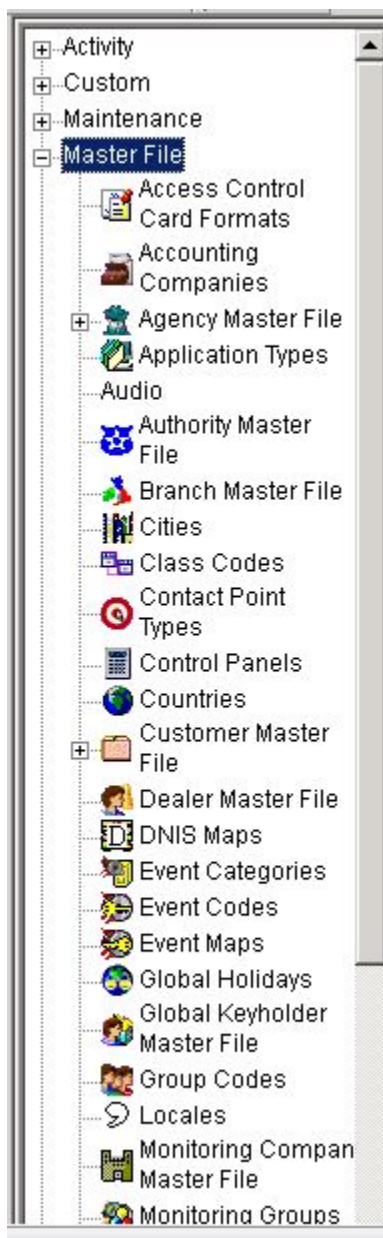 Activity
Custom
Maintenance
Master File
Access Control
Card Formats
Accounting
Companies
Agency Master File
Application Types
Audio
Authority Master
File
Branch Master File
Cities
Class Codes
Contact Point
Types
Control Panels
Countries
Customer Master
File
Dealer Master File
DNIS Maps
Event Categories
Event Codes
Event Maps
Global Holidays
Global Keyholder
Master File
Group Codes
Locales
Monitoring Compan
Master File
Monitoring Groups